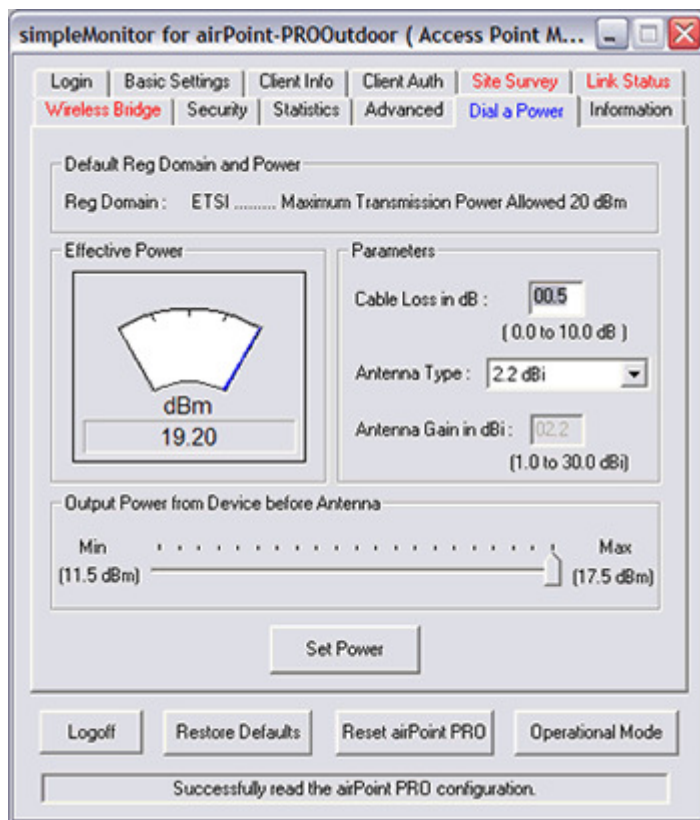 simpleMonitor for airPoint-PROOutdoor ( Access Point M...
Login Basic Settings Client Info Client Auth Site Survey Link Status
Wireless Bridge Security Statistics Advanced Dial a Power Information
Default Reg Domain and Power
Reg Domain : ETSI ......... Maximum Transmission Power Allowed 20 dBm
Effective Power
dBm
19.20
Parameters
Cable Loss in dB : 00.5
( 0.0 to 10.0 dB )
Antenna Type : 2.2 dBi
Antenna Gain in dBi : 02.2
(1.0 to 30.0 dBi)
Output Power from Device before Antenna
Min Max
(11.5 dBm) (17.5 dBm)
Set Power
Logoff Restore Defaults Reset airPoint PRO Operational Mode
Successfully read the airPoint PRO configuration.